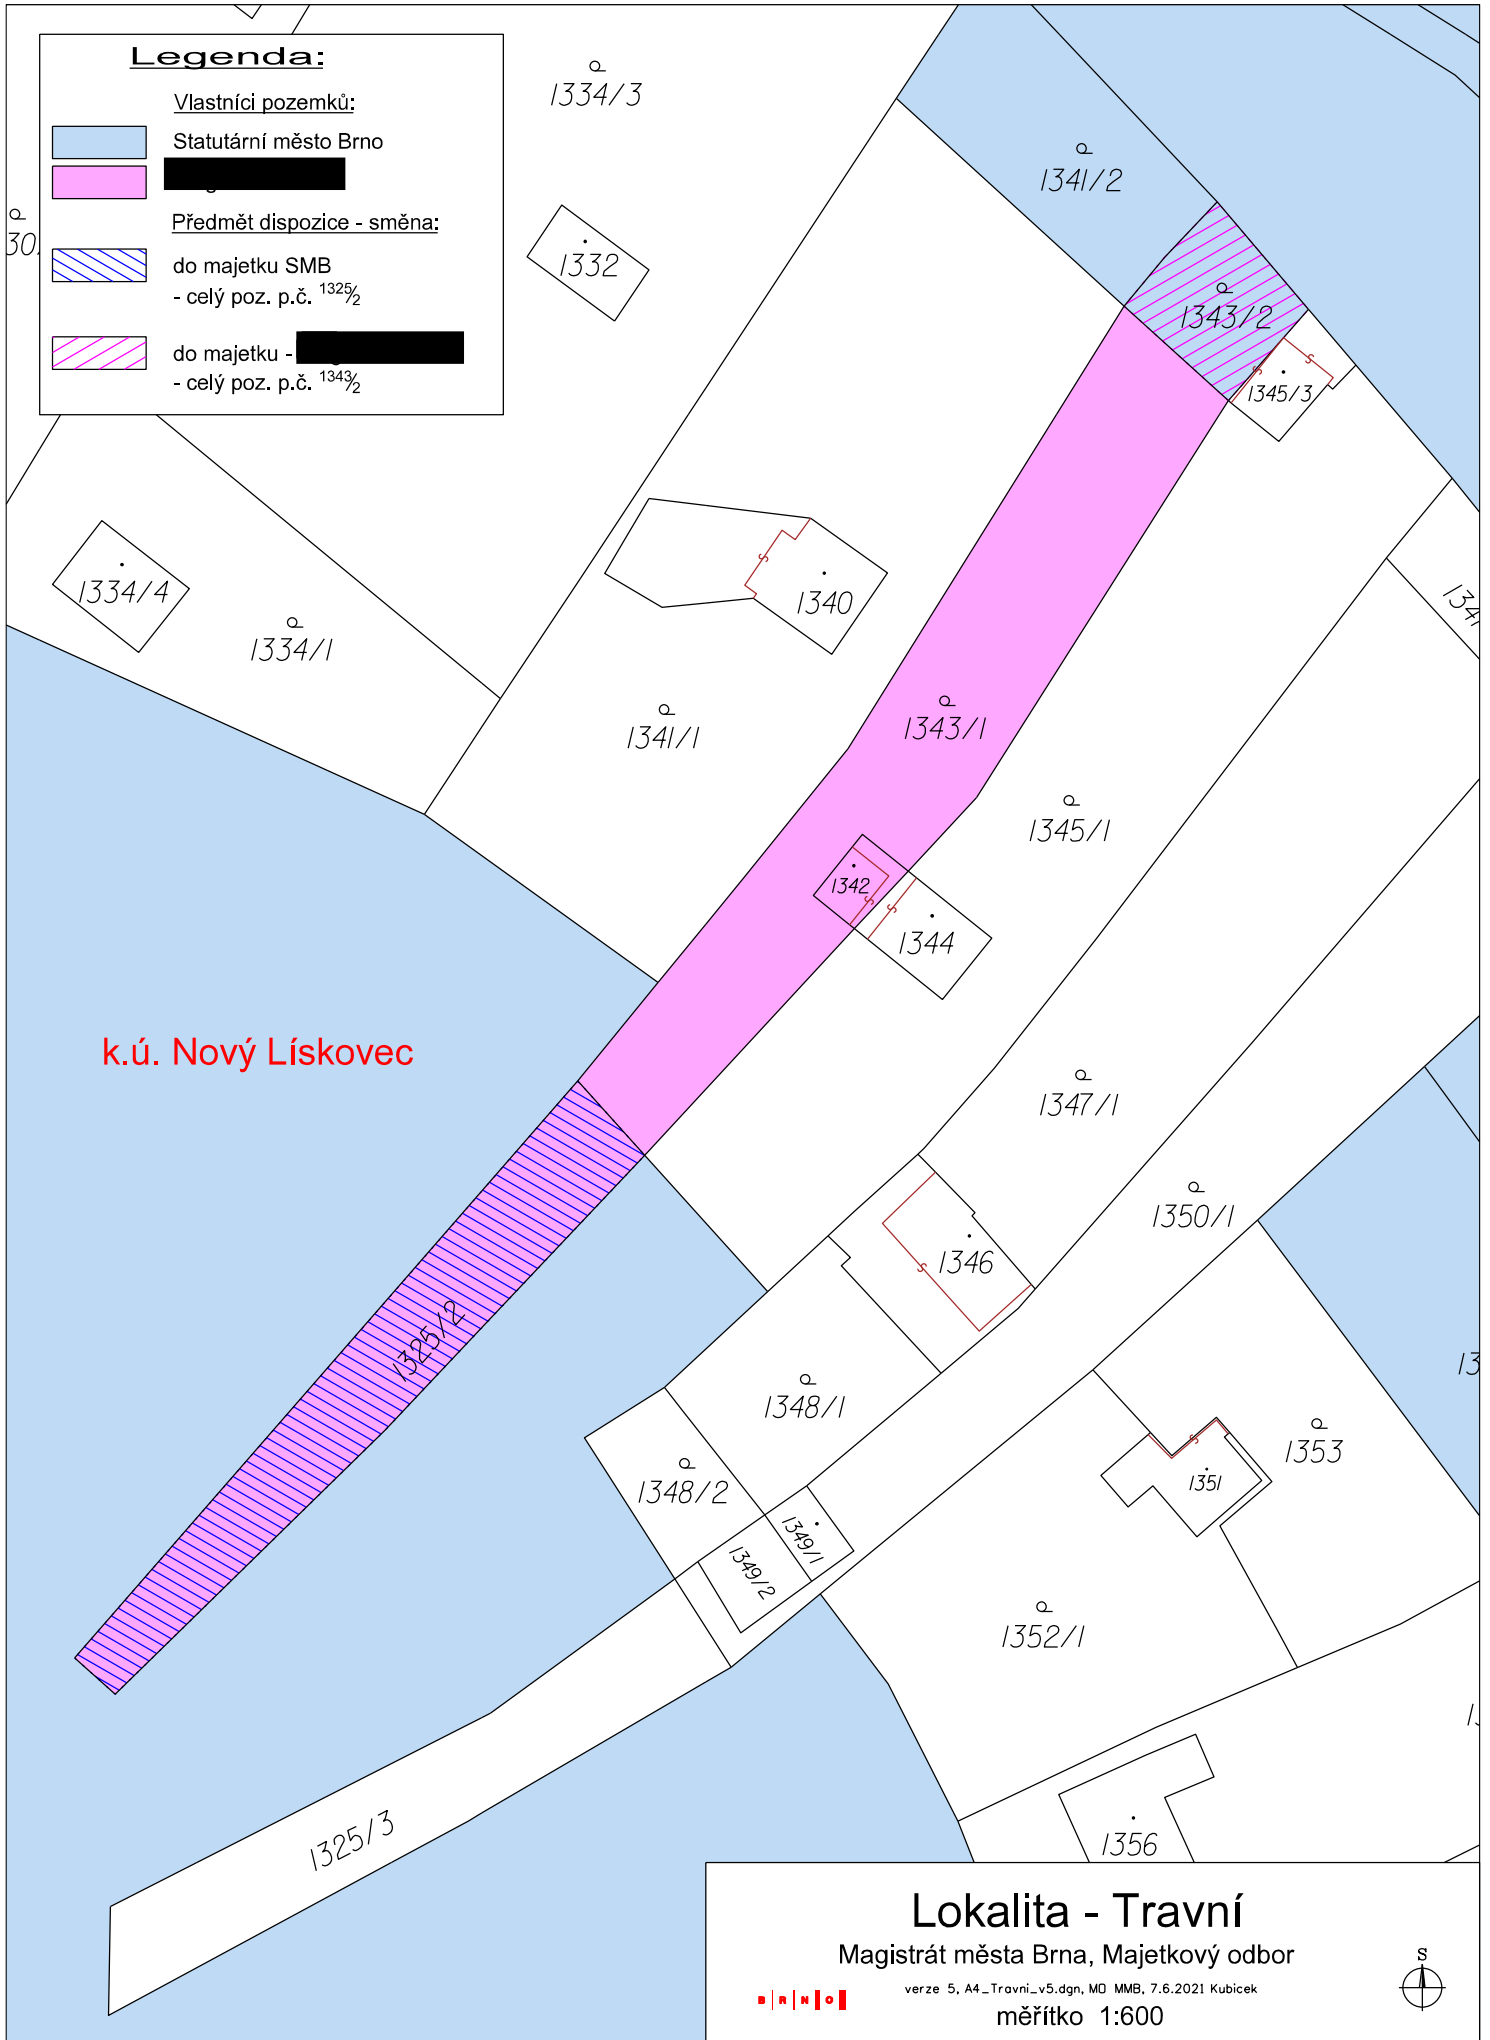 Legenda:
Vlastníci pozemků:
Statutární město Brno
Předmět dispozice - směna:
do majetku SMB
- celý poz. p.č. 1325/2
do majetku -
- celý poz. p.č. 1343/2
1334/3
1341/2
1332
1343/2
1345/3
1334/4
1334/1
1340
1341/1
1343/1
1345/1
1342
1344
k.ú. Nový Lískovec
1347/1
1350/1
1346
1325/2
1348/1
1348/2
1353
1351
1349/1
1349/2
1352/1
1325/3
1356
Lokalita - Travní
Magistrát města Brna, Majetkový odbor
S
verze 5, A4_Travni_v5.dgn, MO MMB, 7.6.2021 Kubicek
BRNO
měřítko 1:600